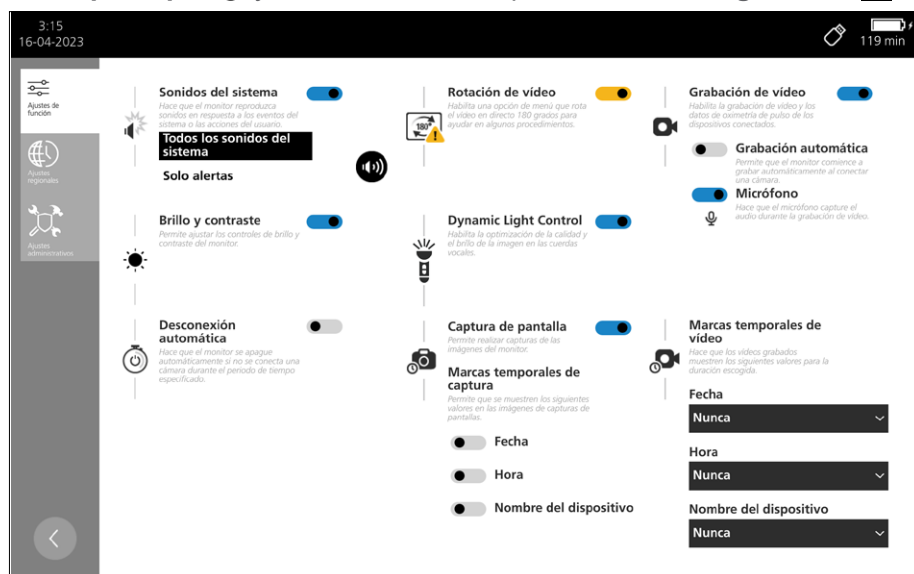 3:15
16-04-2023
119 min
Ajustes de
función
Ajustes
regionales
Ajustes
administrativos
Sonidos del sistema
Hace que el monitor reproduzca
sonidos en respuesta a los eventos del
sistema o las acciones del usuario.
Todos los sonidos del
sistema
Solo alertas
Brillo y contraste
Permite ajustar los controles de brillo y
contraste del monitor.
Desconexión
automática
Hace que el monitor se apague
automáticamente si no se conecta una
cámara durante el periodo de tiempo
especificado.
Rotación de vídeo
Habilita una opción de menú que rota
el vídeo en directo 180 grados para
ayudar en algunos procedimientos.
180°
Dynamic Light Control
Habilita la optimización de la calidad y
el brillo de la imagen en las cuerdas
vocales.
Captura de pantalla
Permite realizar capturas de las
imágenes del monitor.
Marcas temporales de
captura
Permite que se muestren los siguientes
valores en las imágenes de capturas de
pantallas.
Fecha
Hora
Nombre del dispositivo
Grabación de vídeo
Habilita la grabación de vídeo y los
datos de oximetría de pulso de los
dispositivos conectados.
Grabación automática
Permite que el monitor comience a
grabar automáticamente al conectar
una cámara.
Micrófono
Hace que el micrófono capture el
audio durante la grabación de vídeo.
Marcas temporales de
vídeo
Hace que los vídeos grabados
muestren los siguientes valores para la
duración escogida.
Fecha
Nunca
Hora
Nunca
Nombre del dispositivo
Nunca